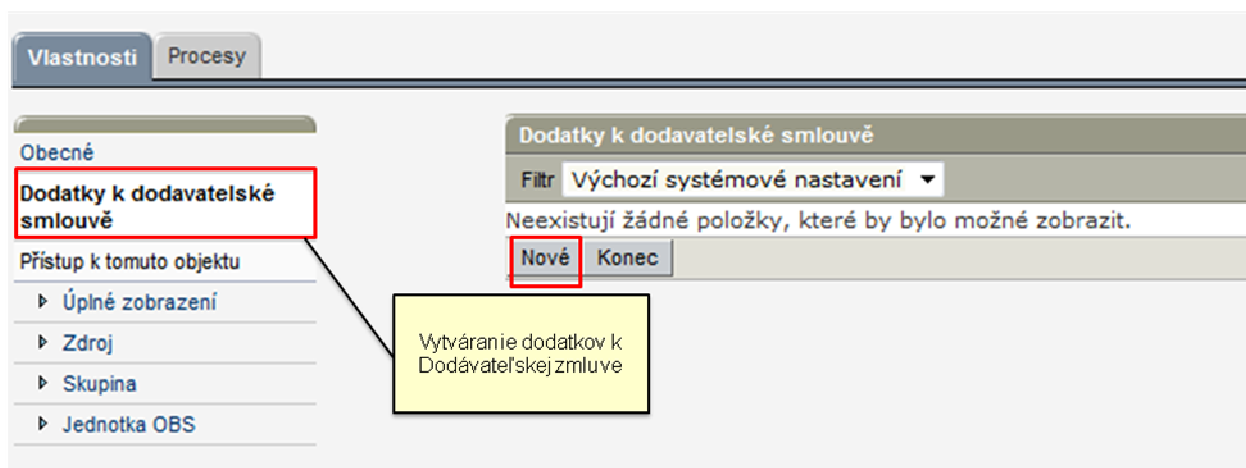 Vlastnosti
Procesy
Obecné
Dodatky k dodavatelské
smlouvě
Přístup k tomuto objektu
Úplné zobrazení
Zdroj
Skupina
Jednotka OBS
Dodatky k dodavatelské smlouvě
Filtr Výchozí systémové nastavení
Neexistují žádné položky, které by bylo možné zobrazit.
Nové Konec
Vytváranie dodatkov k
Dodávateľskej zmluve